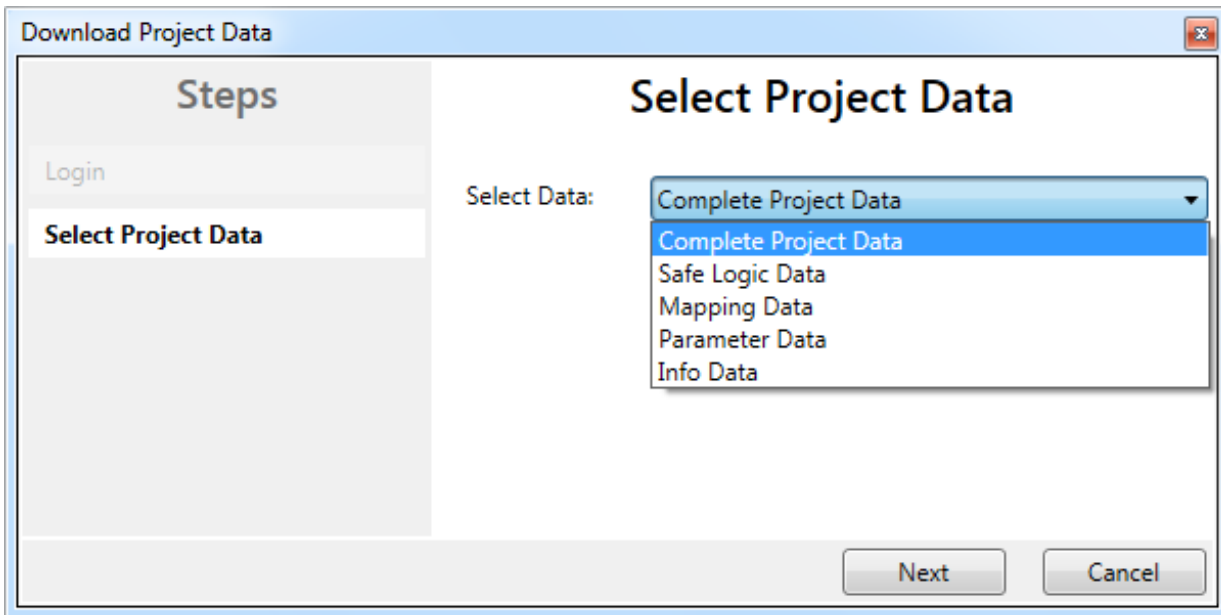 Download Project Data
Steps
Login
Select Project Data
Select Project Data
Select Data:
Complete Project Data
Complete Project Data
Safe Logic Data
Mapping Data
Parameter Data
Info Data
Next
Cancel